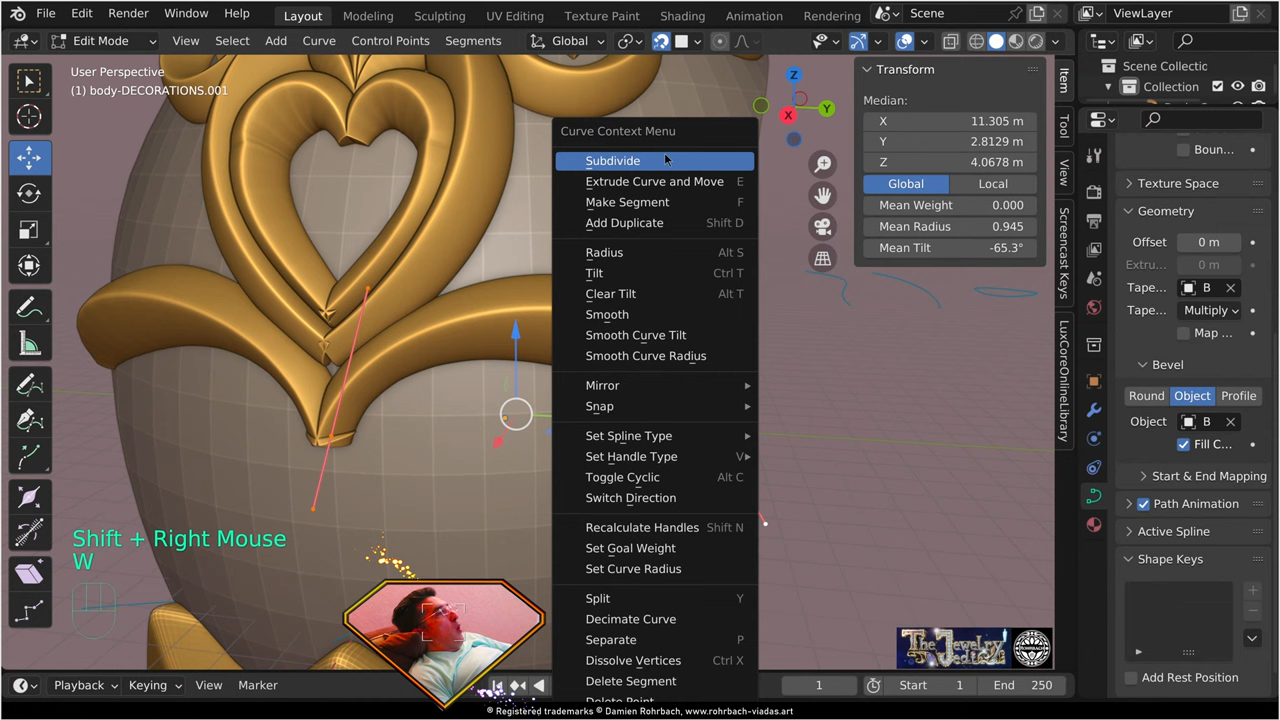 File Edit Render Window Help Layout Modeling Sculpting UV Editing Texture Paint Shading Animation Rendering Scene ViewLayer
Edit Mode View Select Add Curve Control Points Segments Global
User Perspective
(1) body-DECORATIONS.001
Z
Y
X
Transform
Median:
X 11.305 m
Y 2.8129 m
Z 4.0678 m
Global Local
Mean Weight 0.000
Mean Radius 0.945
Mean Tilt -65.3°
Item
Tool
View
Screencast Keys
LuxCoreOnlineLibrary
Curve Context Menu
Subdivide
Extrude Curve and Move E
Make Segment F
Add Duplicate Shift D
Radius Alt S
Tilt Ctrl T
Clear Tilt Alt T
Smooth
Smooth Curve Tilt
Smooth Curve Radius
Mirror
Snap
Set Spline Type
Set Handle Type V
Toggle Cyclic Alt C
Switch Direction
Recalculate Handles Shift N
Set Goal Weight
Set Curve Radius
Split Y
Decimate Curve
Separate P
Dissolve Vertices Ctrl X
Delete Segment
Delete Point
Shift + Right Mouse
W
Scene Collectic
Collection
Boun...
Texture Space
Geometry
Offset 0 m
Extru... 0 m
Tape... B
Tape... Multiply
Map ...
Bevel
Round Object Profile
Object B
Fill C...
Start & End Mapping
Path Animation
Active Spline
Shape Keys
Add Rest Position
The Jewelry
ROHRBACH
Playback Keying View Marker 1 Start 1 End 250
® Registered trademarks © Damien Rohrbach, www.rohrbach-viadas.art